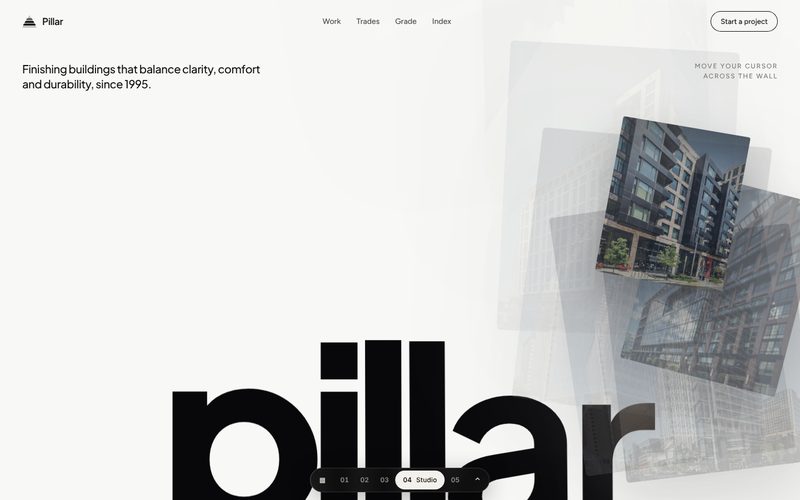 Pillar
Work
Trades
Grade
Index
Start a project
Finishing buildings that balance clarity, comfort
and durability, since 1995.
MOVE YOUR CURSOR
ACROSS THE WALL
pillar
01
02
03
04 Studio
05